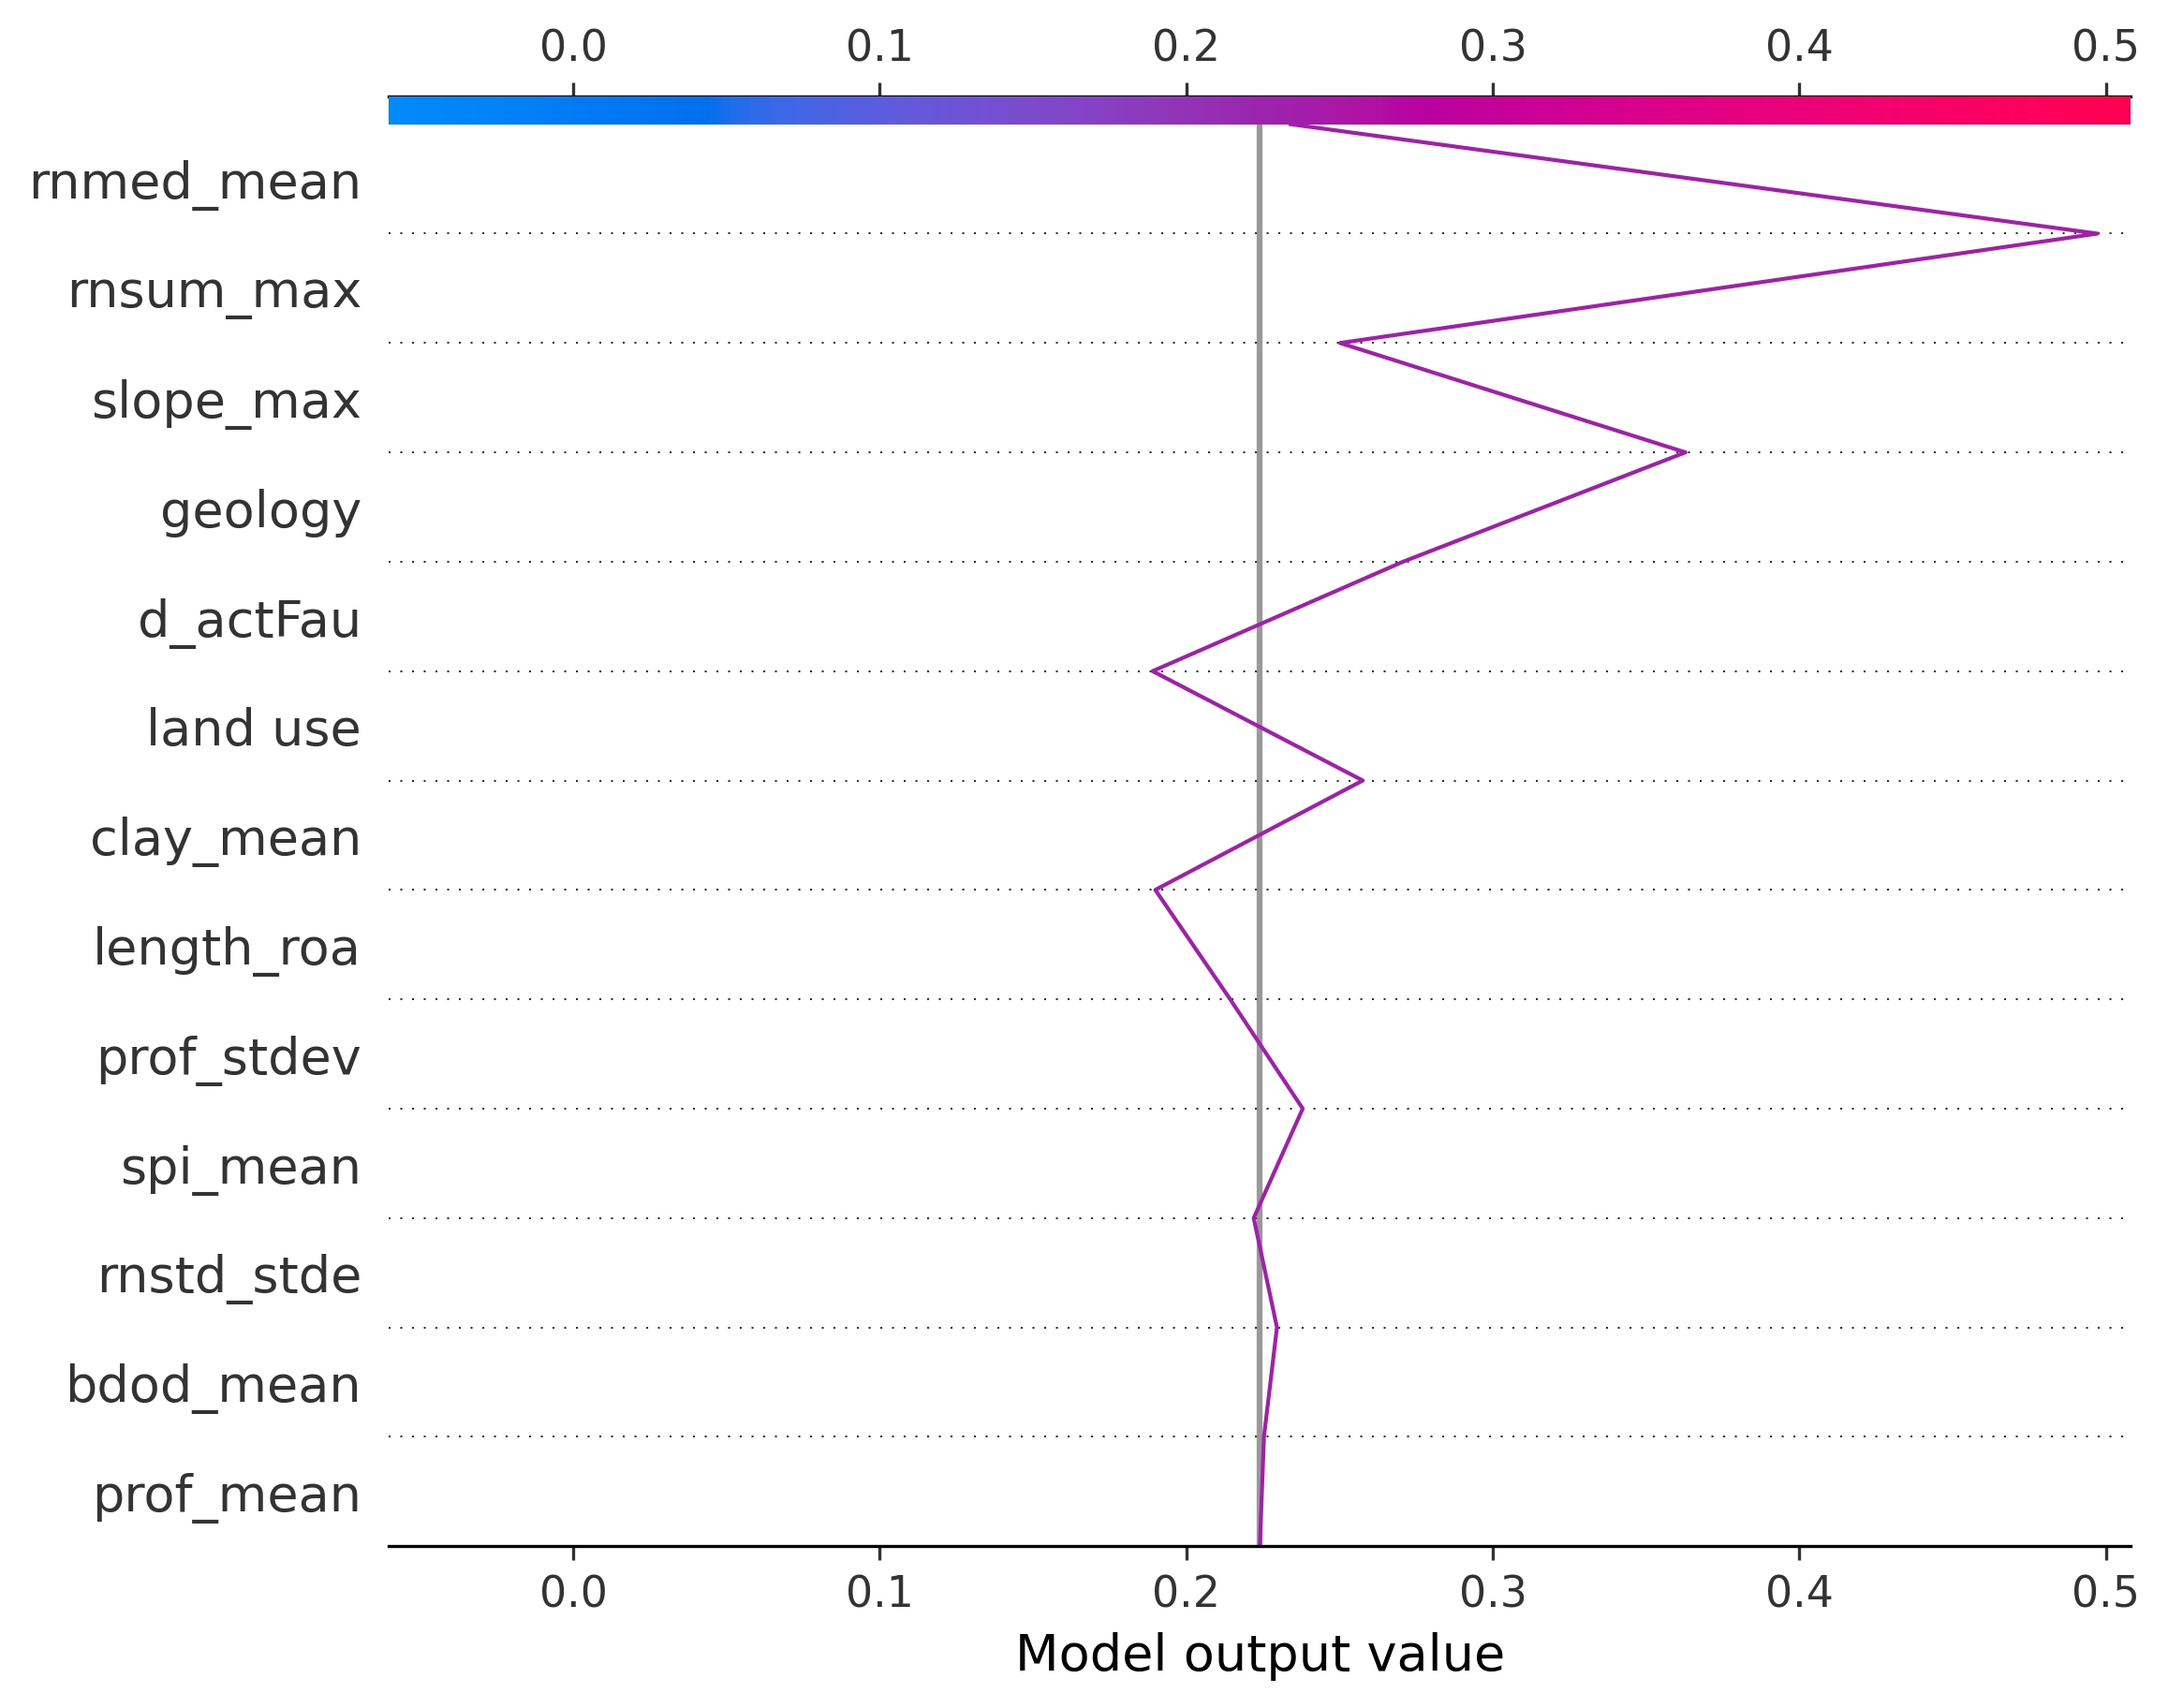 0.0 0.1 0.2 0.3 0.4 0.5
rnmed_mean
rnsum_max
slope_max
geology
d_actFau
land use
clay_mean
length_roa
prof_stdev
spi_mean
rnstd_stde
bdod_mean
prof_mean
0.0 0.1 0.2 0.3 0.4 0.5
Model output value